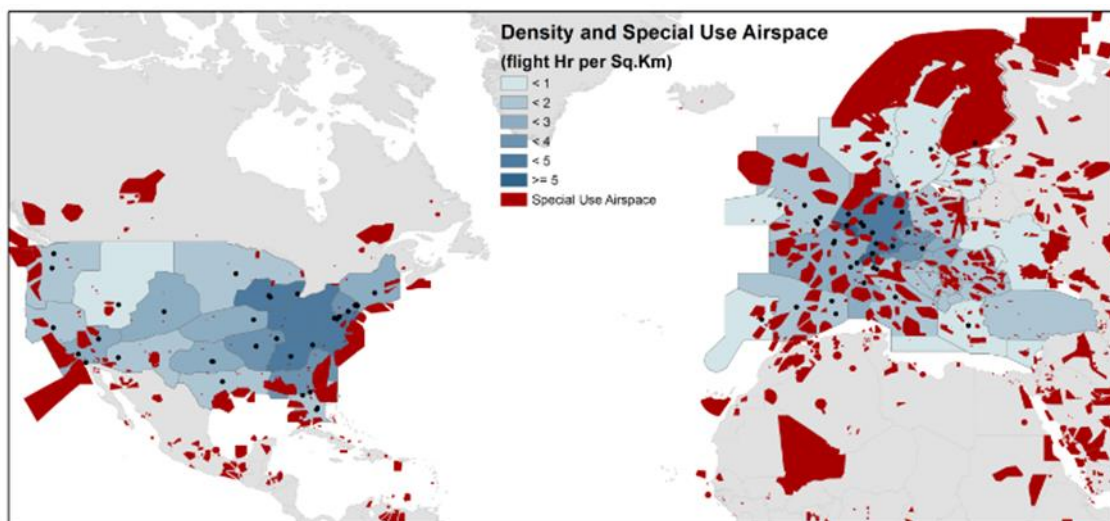 Density and Special Use Airspace
(flight Hr per Sq.Km)
< 1
< 2
< 3
< 4
< 5
>= 5
Special Use Airspace